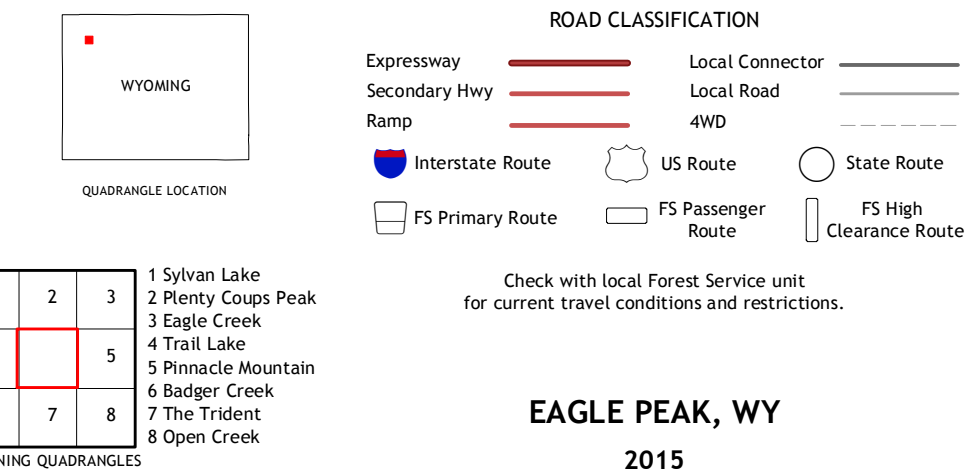 WYOMING
QUADRANGLE LOCATION
ROAD CLASSIFICATION
Expressway
Secondary Hwy
Ramp
Local Connector
Local Road
4WD
Interstate Route
US Route
State Route
FS Primary Route
FS Passenger
Route
FS High
Clearance Route
Check with local Forest Service unit
for current travel conditions and restrictions.
2
3
5
7
8
1 Sylvan Lake
2 Plenty Coups Peak
3 Eagle Creek
4 Trail Lake
5 Pinnacle Mountain
6 Badger Creek
7 The Trident
8 Open Creek
NING QUADRANGLES
EAGLE PEAK, WY
2015